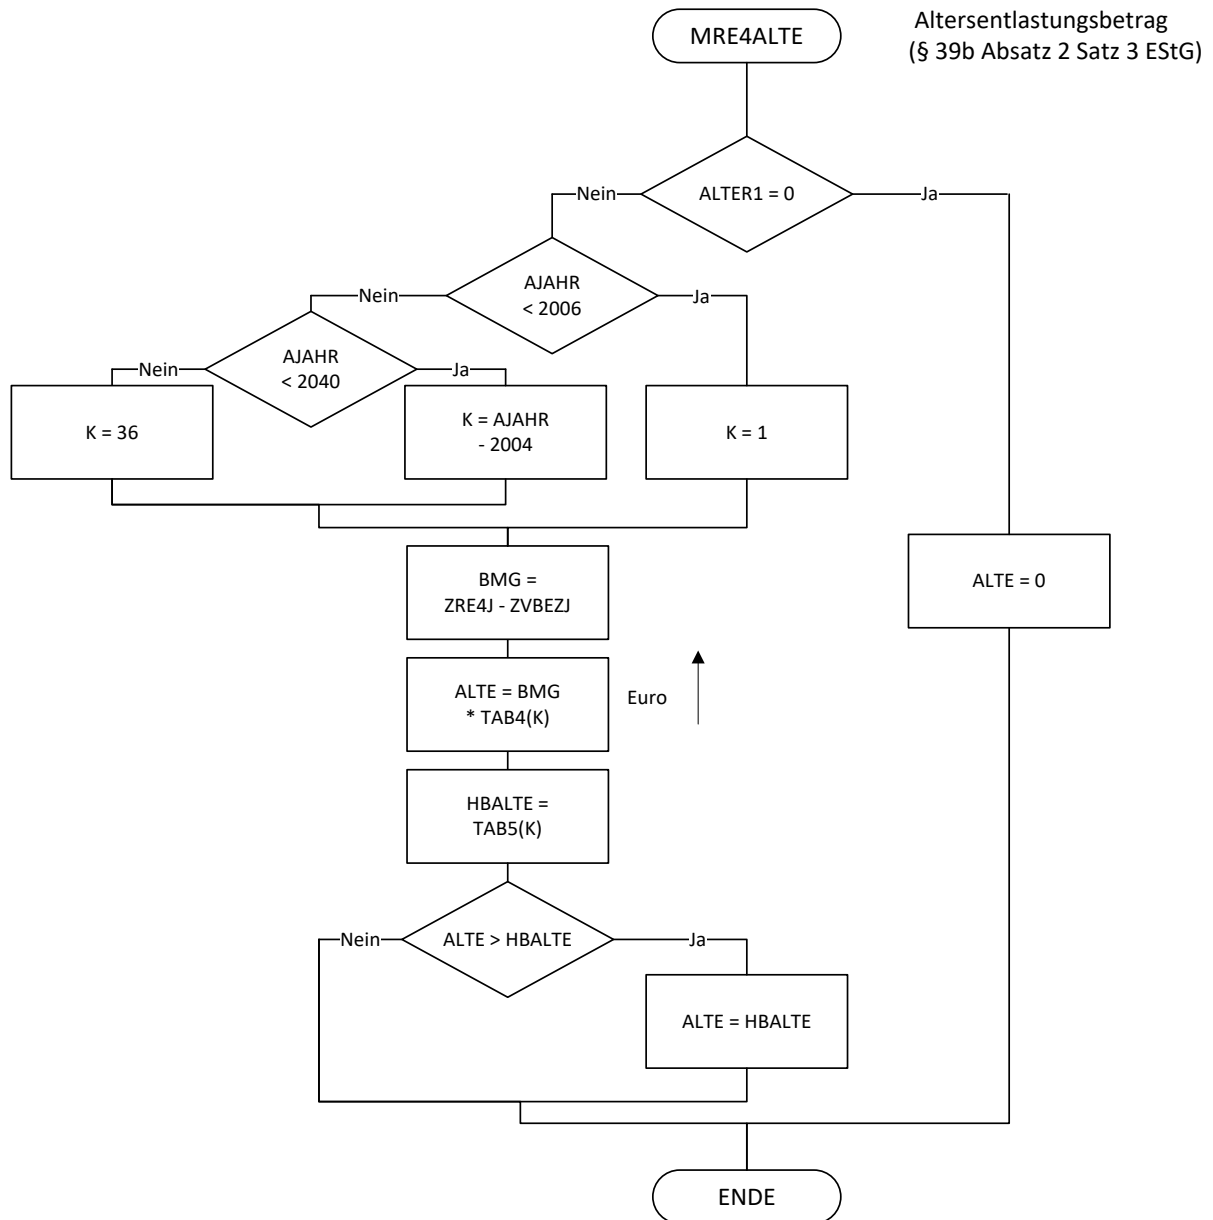 MRE4ALTE
Altersentlastungsbetrag
(§ 39b Absatz 2 Satz 3 EStG)
Nein
ALTER1 = 0
Ja
Nein
AJAHR
< 2006
Ja
Nein
AJAHR
< 2040
Ja
K = 36
K = AJAHR
- 2004
K = 1
BMG =
ZRE4J - ZVBEZJ
ALTE = 0
ALTE = BMG
* TAB4(K)
Euro
HBALTE =
TAB5(K)
Nein
ALTE > HBALTE
Ja
ALTE = HBALTE
ENDE